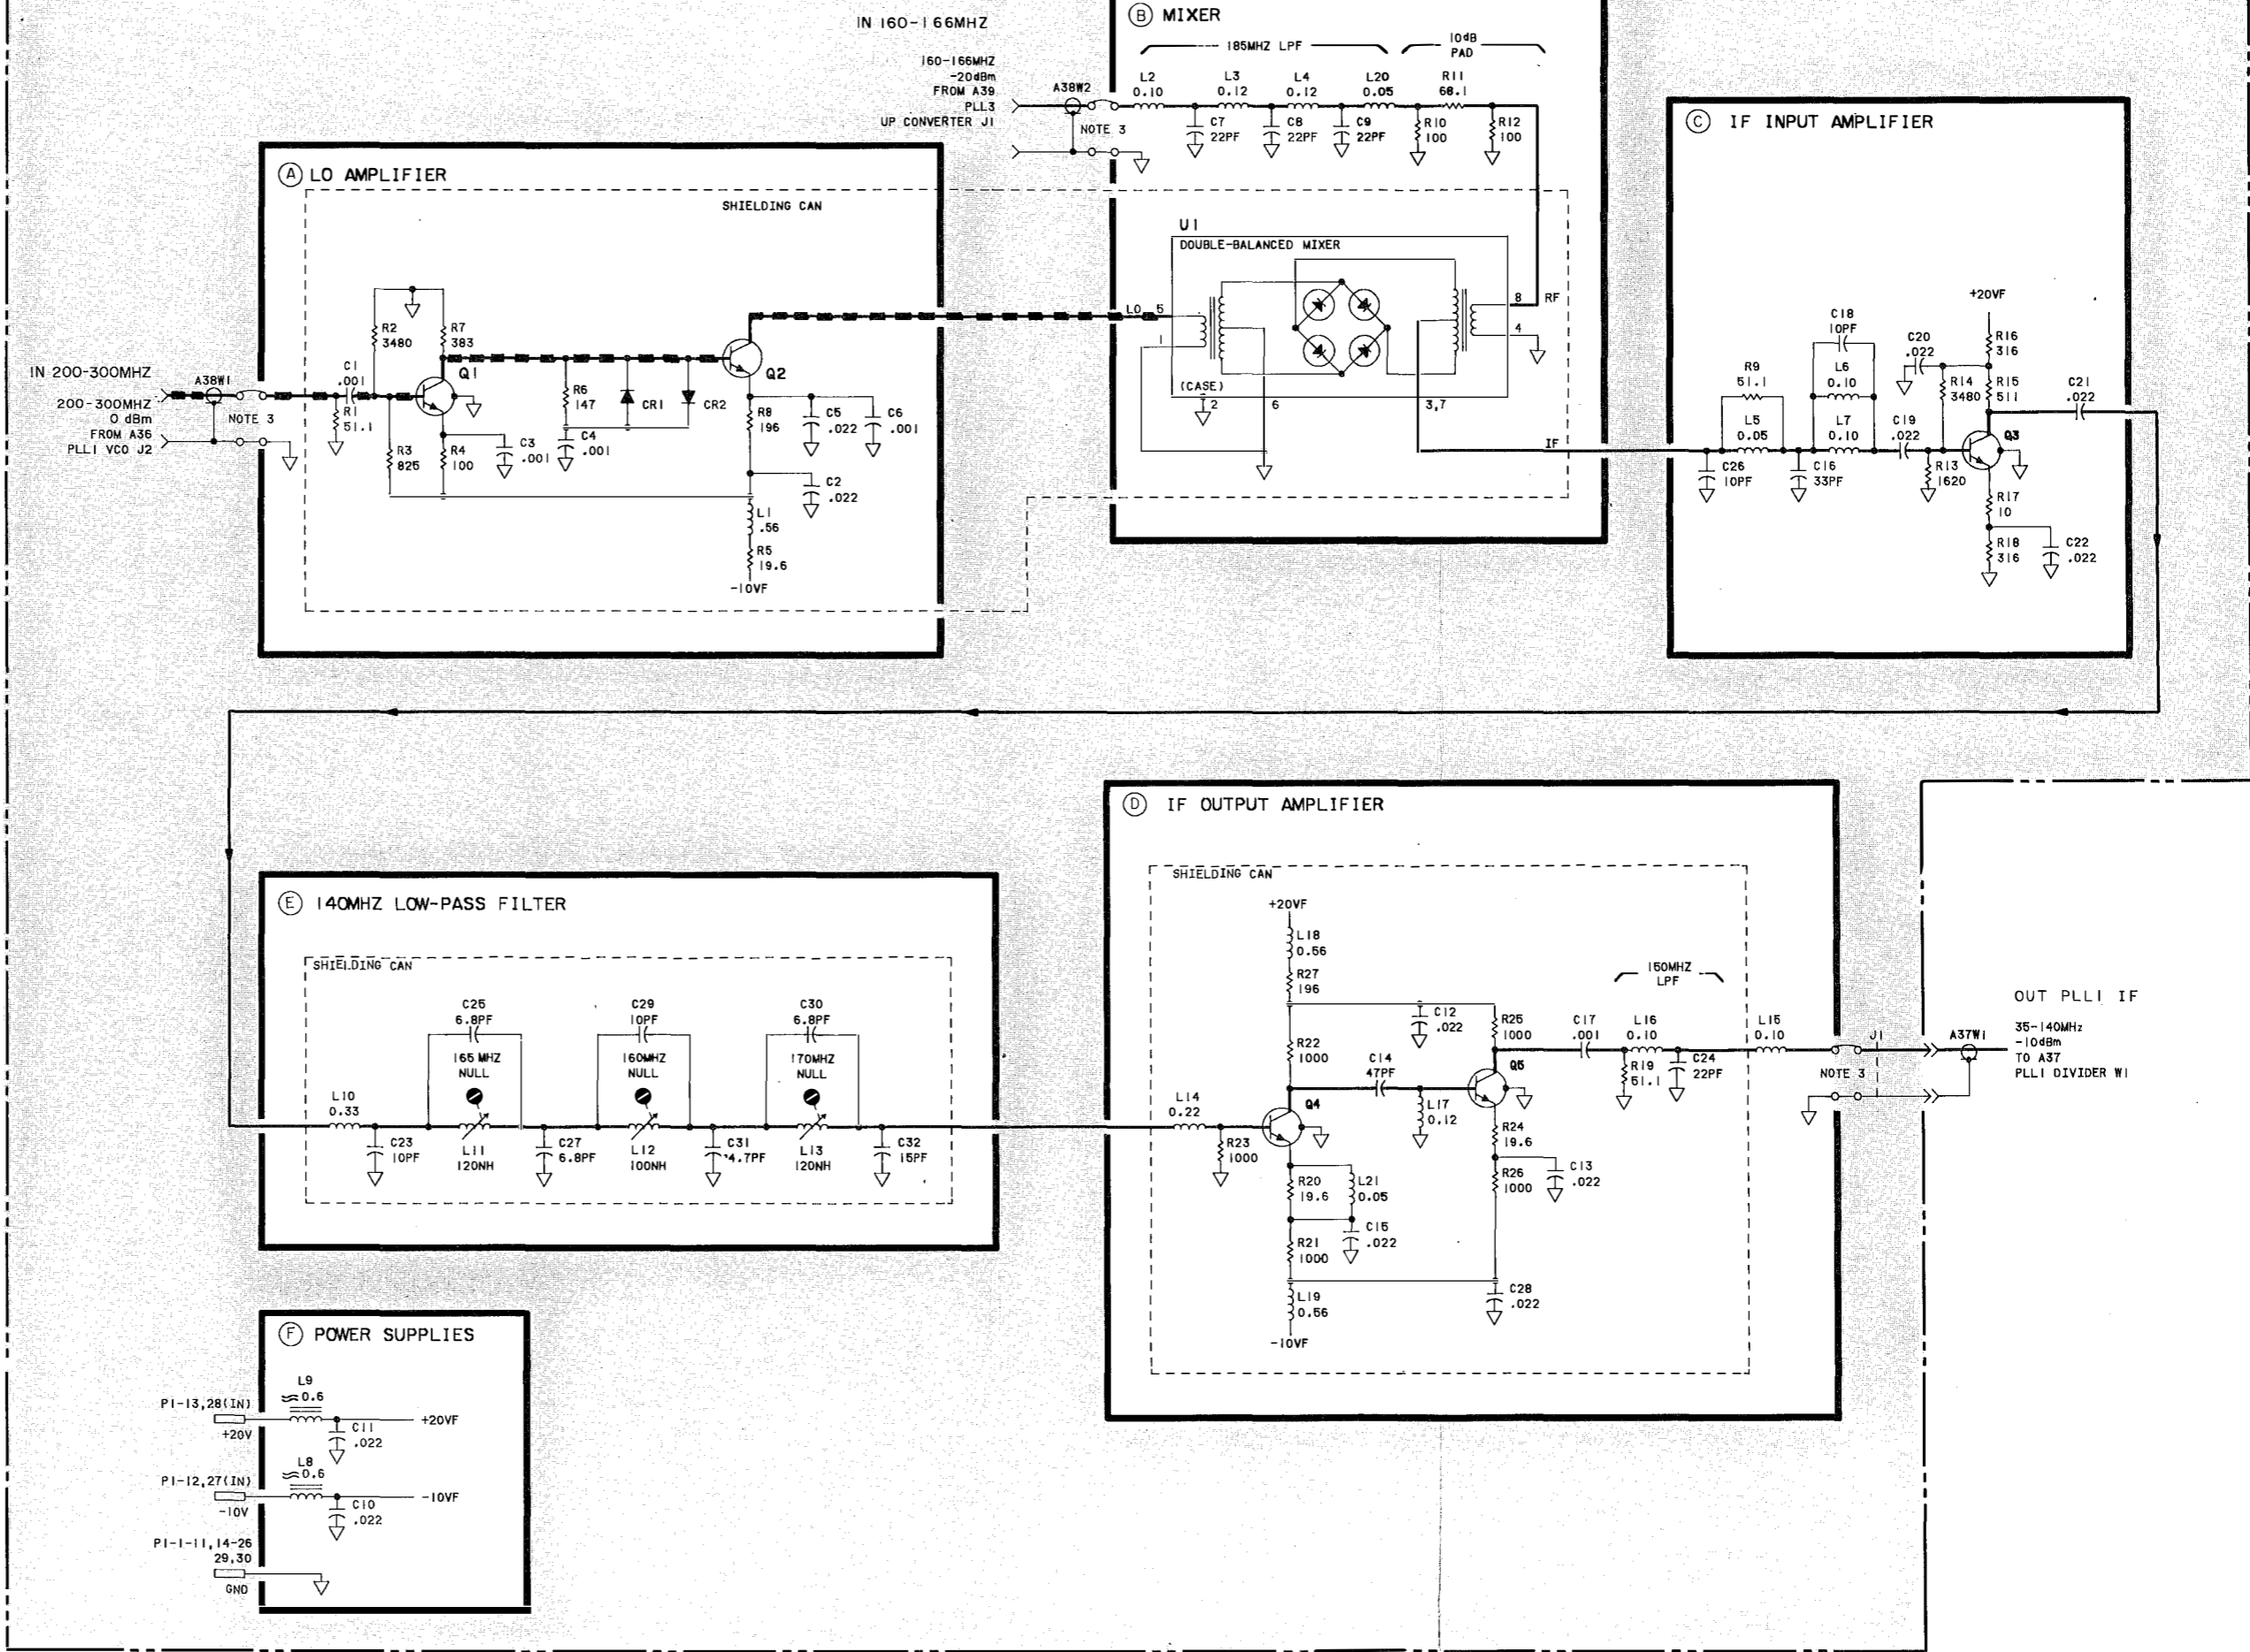 IN 160-166MHZ
160-166MHZ
-20dBm
FROM A39
PLL3
UP CONVERTER J1
A38W2
NOTE 3
B MIXER
185MHZ LPF
10dB
PAD
L2
0.10
L3
0.12
L4
0.12
L20
0.05
R11
68.1
C7
22PF
C8
22PF
C9
22PF
R10
100
R12
100
U1
DOUBLE-BALANCED MIXER
LO 5
1
(CASE)
2
6
3,7
8 RF
4
IF
A LO AMPLIFIER
SHIELDING CAN
IN 200-300MHZ
200-300MHZ
0 dBm
FROM A36
PLL1 VCO J2
A38W1
NOTE 3
C1
.001
R1
51.1
R2
3480
R7
383
Q1
R3
825
R4
100
C3
.001
R6
147
C4
.001
CR1
CR2
Q2
R8
196
C5
.022
C6
.001
C2
.022
L1
.56
R5
19.6
-10VF
C IF INPUT AMPLIFIER
+20VF
C18
10PF
R9
51.1
L6
0.10
L5
0.05
L7
0.10
C26
10PF
C16
33PF
C19
.022
C20
.022
R14
3480
R16
316
R15
511
C21
.022
Q3
R13
1620
R17
10
R18
316
C22
.022
E 140MHZ LOW-PASS FILTER
SHIELDING CAN
C25
6.8PF
165 MHZ
NULL
C29
10PF
160MHZ
NULL
C30
6.8PF
170MHZ
NULL
L10
0.33
C23
10PF
L11
120NH
C27
6.8PF
L12
100NH
C31
4.7PF
L13
120NH
C32
15PF
D IF OUTPUT AMPLIFIER
SHIELDING CAN
+20VF
L18
0.56
R27
196
C12
.022
R22
1000
R25
1000
C14
47PF
L14
0.22
R23
1000
Q4
L17
0.12
Q5
R20
19.6
L21
0.05
C15
.022
R21
1000
L19
0.56
-10VF
R24
19.6
R26
1000
C13
.022
C28
.022
150MHZ
LPF
C17
.001
L16
0.10
R19
51.1
C24
22PF
L15
0.10
J1
NOTE 3
A37W1
OUT PLL1 IF
35-140MHz
-10dBm
TO A37
PLL1 DIVIDER W1
F POWER SUPPLIES
P1-13,28(IN)
+20V
L9
≈0.6
C11
.022
+20VF
P1-12,27(IN)
-10V
L8
≈0.6
C10
.022
-10VF
P1-1-11,14-26
29,30
GND